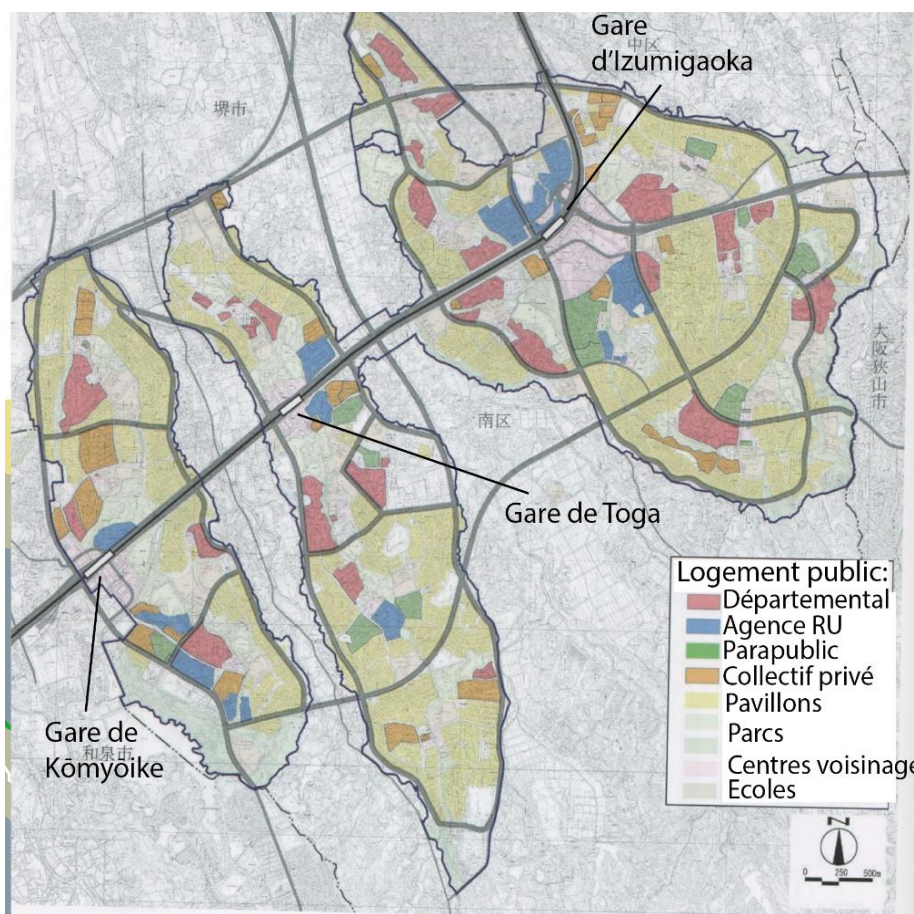 Gare
d'Izumigaoka
中区
堺市
大阪狭山市
南区
Gare de Toga
Logement public:
Départemental
Agence RU
Parapublic
Collectif privé
Pavillons
Parcs
Centres voisinage
Ecoles
Gare de
Kōmyōike
和泉市
N
0 250 500m